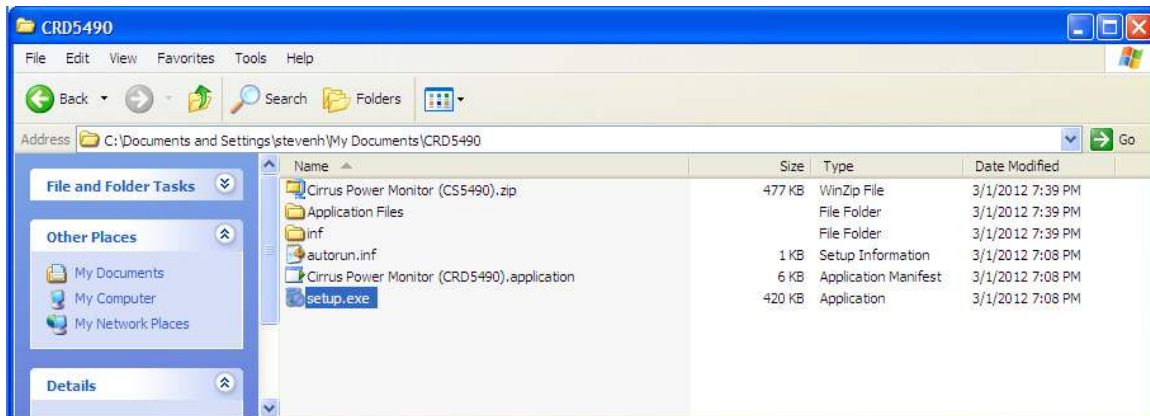 CRD5490
File Edit View Favorites Tools Help
Back Search Folders
Address C:\Documents and Settings\stevenh\My Documents\CRD5490 Go
File and Folder Tasks
Other Places
My Documents
My Computer
My Network Places
Details
Name Size Type Date Modified
Cirrus Power Monitor (CS5490).zip 477 KB WinZip File 3/1/2012 7:39 PM
Application Files File Folder 3/1/2012 7:39 PM
inf File Folder 3/1/2012 7:39 PM
autorun.inf 1 KB Setup Information 3/1/2012 7:08 PM
Cirrus Power Monitor (CRD5490).application 6 KB Application Manifest 3/1/2012 7:08 PM
setup.exe 420 KB Application 3/1/2012 7:08 PM